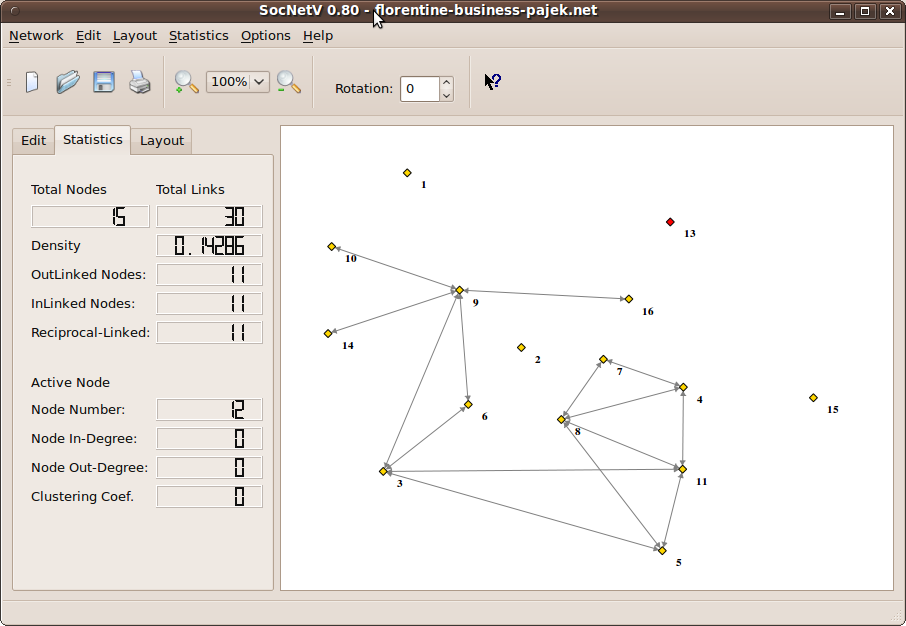 SocNetV 0.80 - florentine-business-pajek.net
Network Edit Layout Statistics Options Help
100% Rotation: 0
Edit Statistics Layout
Total Nodes Total Links
15 30
Density 0.14286
OutLinked Nodes: 11
InLinked Nodes: 11
Reciprocal-Linked: 11
Active Node
Node Number: 12
Node In-Degree: 0
Node Out-Degree: 0
Clustering Coef. 0
1
13
10
9
16
14
2
7
4
15
6
8
11
3
5